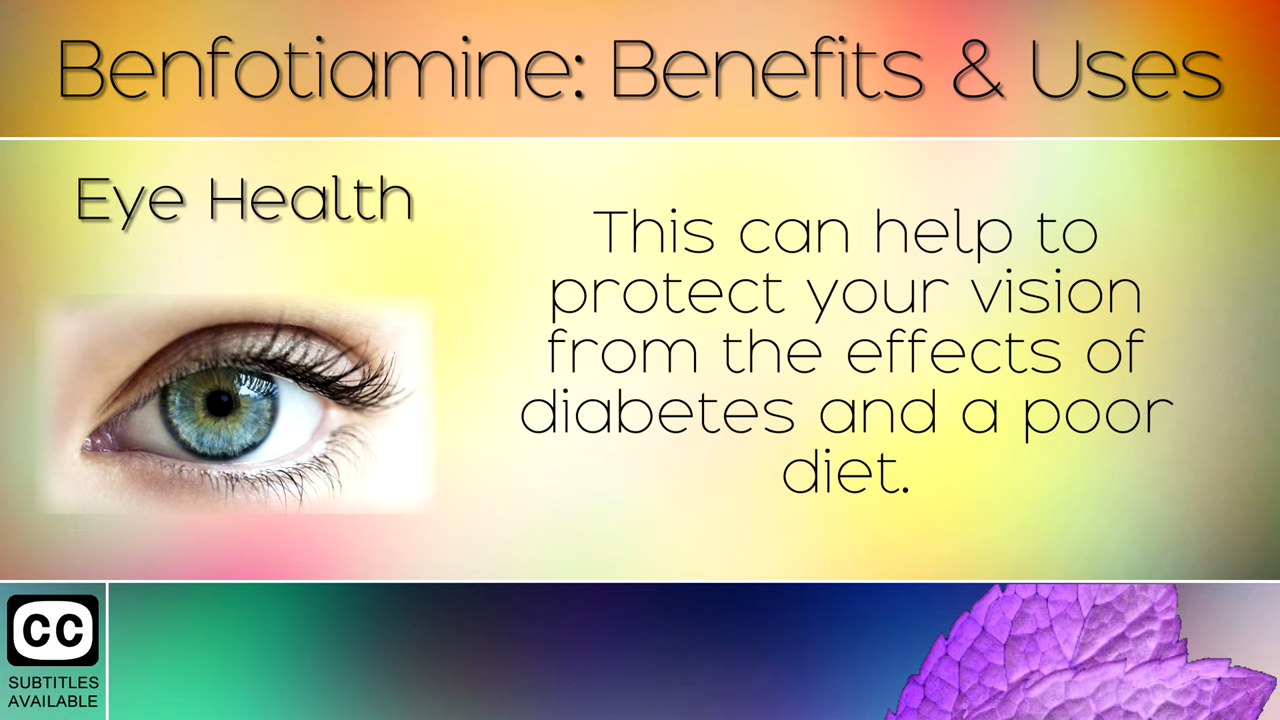 Benfotiamine: Benefits & Uses
Eye Health
This can help to
protect your vision
from the effects of
diabetes and a poor
diet.
CC
SUBTITLES
AVAILABLE